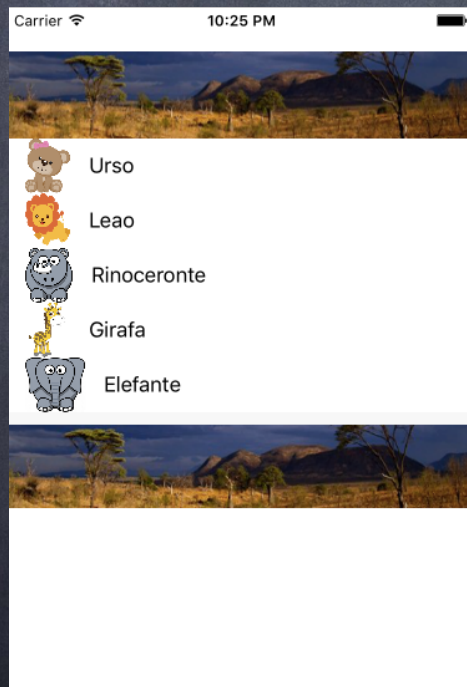 Carrier 10:25 PM
Urso
Leao
Rinoceronte
Girafa
Elefante